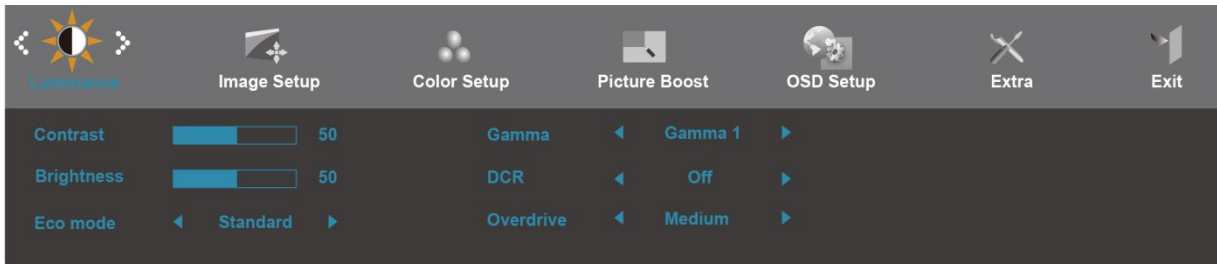 Luminance Image Setup Color Setup Picture Boost OSD Setup Extra Exit
Contrast 50 Gamma Gamma 1
Brightness 50 DCR Off
Eco mode Standard Overdrive Medium